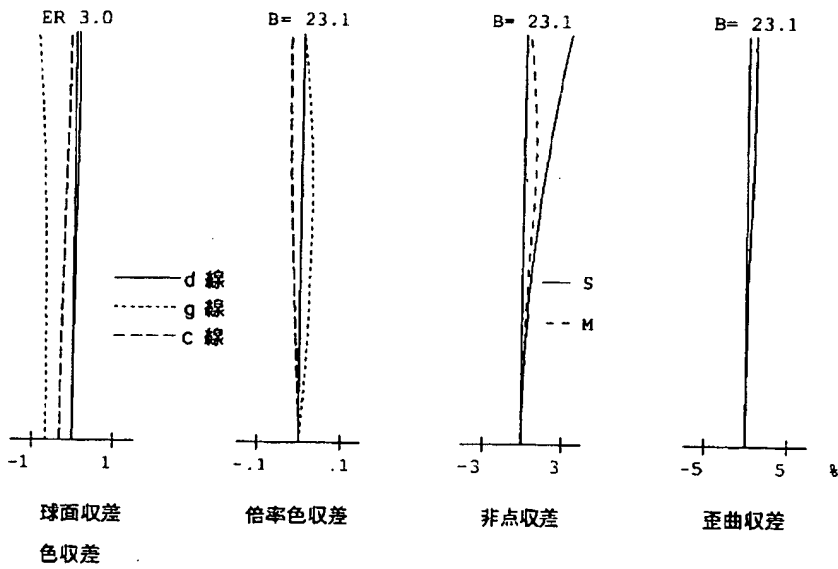 ER 3.0
B= 23.1
B= 23.1
B= 23.1
d 線
g 線
C 線
S
M
-1 1
-.1 .1
-3 3
-5 5 %
球面収差
色収差
倍率色収差
非点収差
歪曲収差